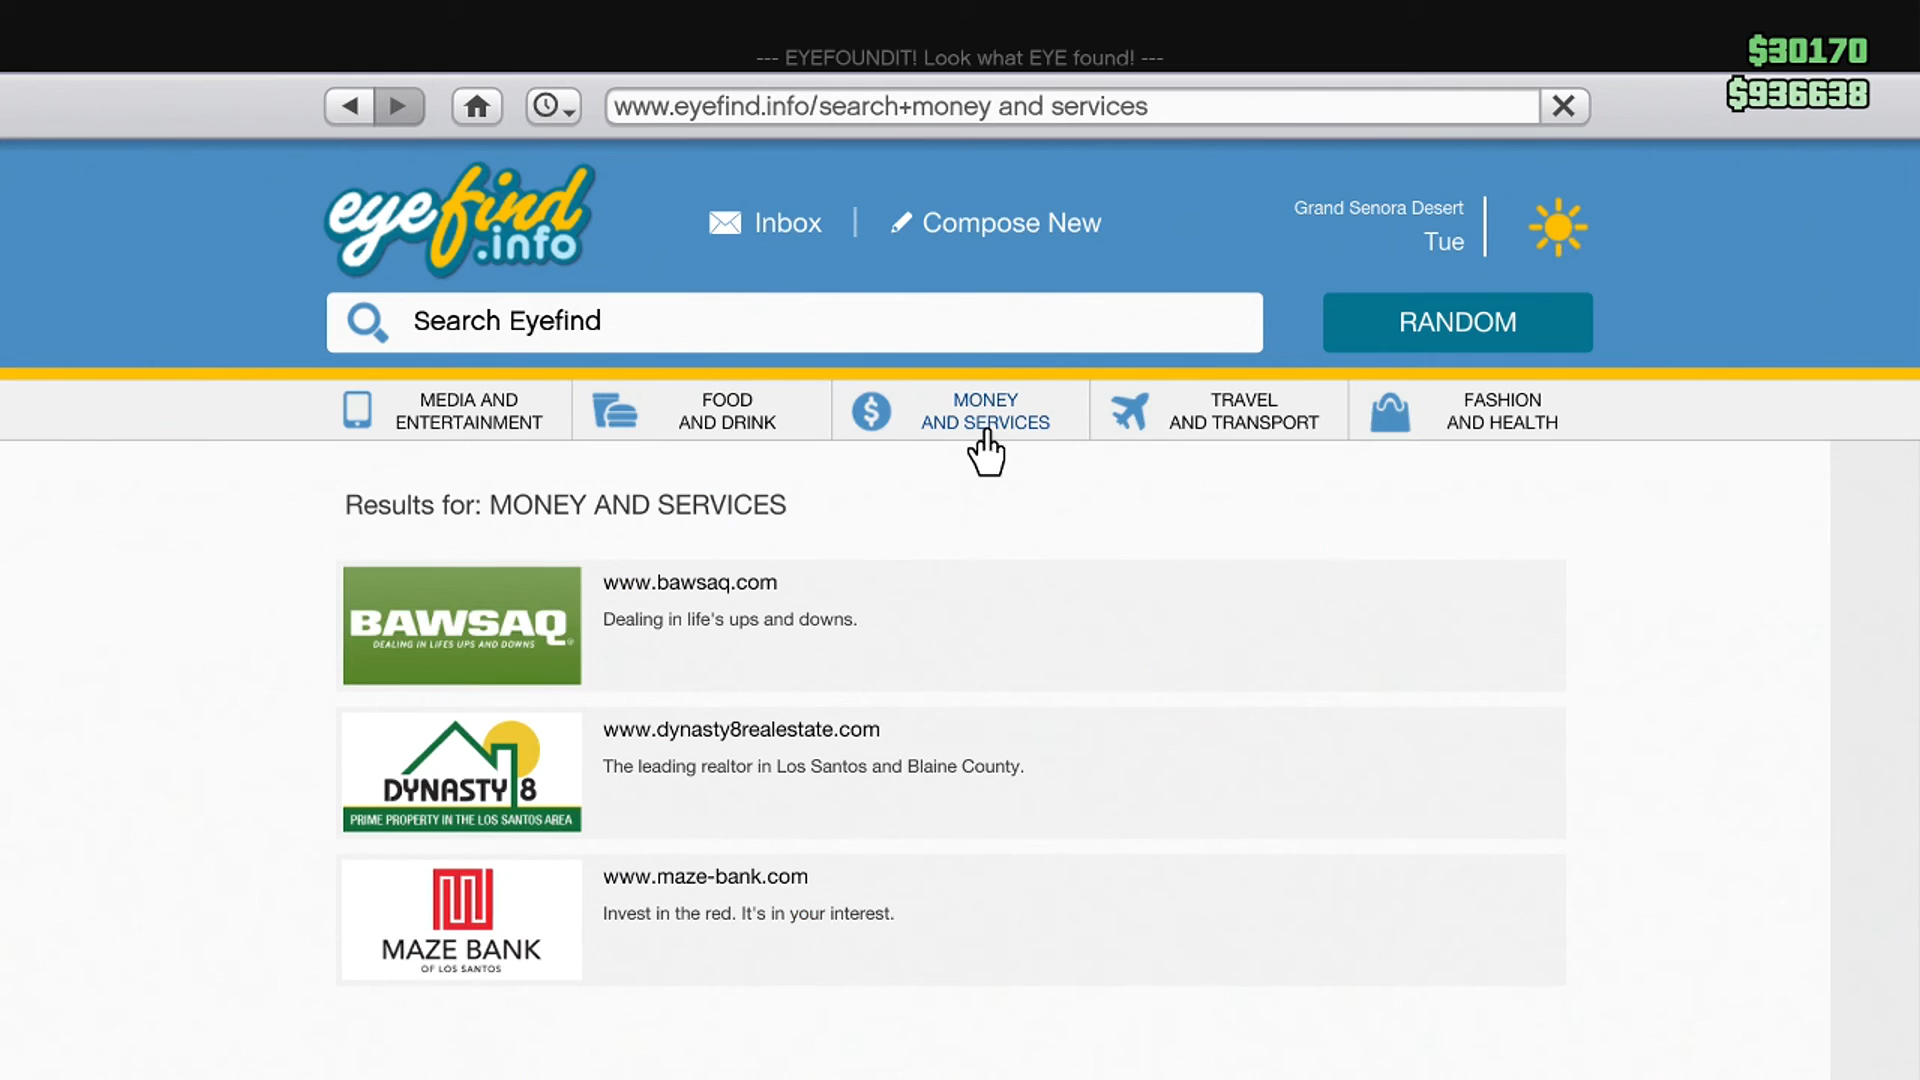 --- EYEFOUNDIT! Look what EYE found! ---
$30170
$936638
www.eyefind.info/search+money and services
eyefind
.info
Inbox
Compose New
Grand Senora Desert
Tue
Search Eyefind
RANDOM
MEDIA AND
ENTERTAINMENT
FOOD
AND DRINK
MONEY
AND SERVICES
TRAVEL
AND TRANSPORT
FASHION
AND HEALTH
Results for: MONEY AND SERVICES
BAWSAQ
DEALING IN LIFES UPS AND DOWNS
www.bawsaq.com
Dealing in life's ups and downs.
DYNASTY 8
PRIME PROPERTY IN THE LOS SANTOS AREA
www.dynasty8realestate.com
The leading realtor in Los Santos and Blaine County.
MAZE BANK
OF LOS SANTOS
www.maze-bank.com
Invest in the red. It's in your interest.